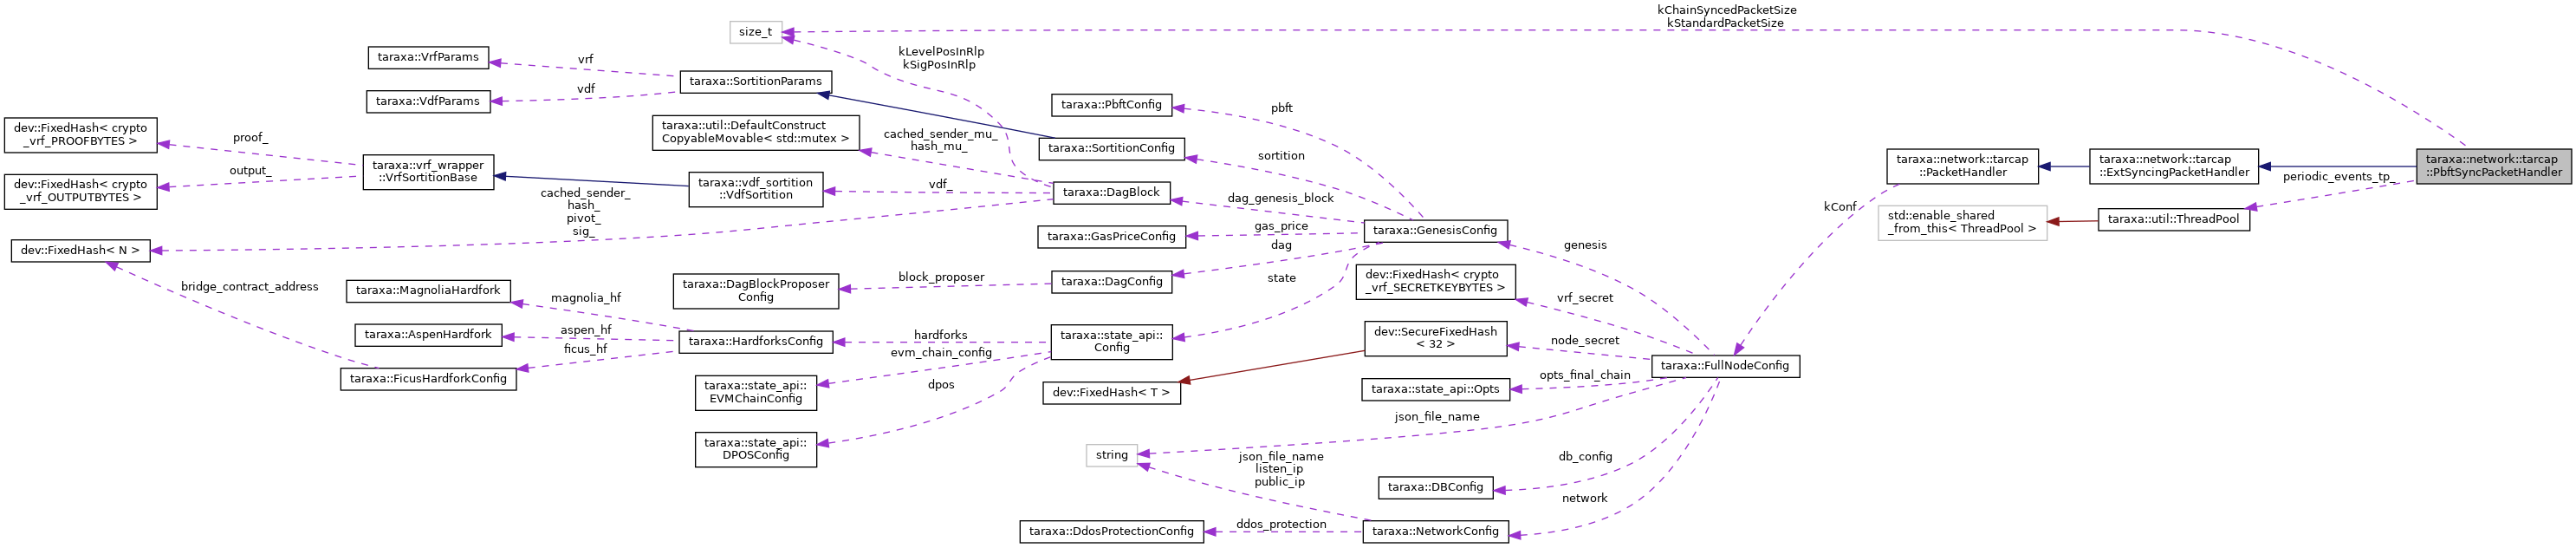 kChainSyncedPacketSize
kStandardPacketSize
size_t
kLevelPosInRlp
kSigPosInRlp
taraxa::VrfParams
vrf
taraxa::SortitionParams
vdf
taraxa::VdfParams
taraxa::PbftConfig
pbft
dev::FixedHash< crypto
_vrf_PROOFBYTES >
proof_
taraxa::util::DefaultConstruct
CopyableMovable< std::mutex >
cached_sender_mu_
hash_mu_
taraxa::SortitionConfig
sortition
taraxa::vrf_wrapper
::VrfSortitionBase
output_
dev::FixedHash< crypto
_vrf_OUTPUTBYTES >
taraxa::vdf_sortition
::VdfSortition
vdf_
taraxa::DagBlock
dag_genesis_block
taraxa::network::tarcap
::PacketHandler
taraxa::network::tarcap
::ExtSyncingPacketHandler
taraxa::network::tarcap
::PbftSyncPacketHandler
periodic_events_tp_
cached_sender_
hash_
pivot_
sig_
kConf
std::enable_shared
_from_this< ThreadPool >
taraxa::util::ThreadPool
dev::FixedHash< N >
taraxa::GasPriceConfig
gas_price
taraxa::GenesisConfig
genesis
dag
bridge_contract_address
taraxa::MagnoliaHardfork
magnolia_hf
taraxa::DagBlockProposer
Config
block_proposer
taraxa::DagConfig
state
dev::FixedHash< crypto
_vrf_SECRETKEYBYTES >
vrf_secret
taraxa::AspenHardfork
aspen_hf
taraxa::HardforksConfig
hardforks
taraxa::state_api::
Config
dev::SecureFixedHash
< 32 >
node_secret
ficus_hf
evm_chain_config
taraxa::FicusHardforkConfig
taraxa::FullNodeConfig
taraxa::state_api::
EVMChainConfig
dpos
dev::FixedHash< T >
taraxa::state_api::Opts
opts_final_chain
json_file_name
taraxa::state_api::
DPOSConfig
string
json_file_name
listen_ip
public_ip
db_config
taraxa::DBConfig
network
taraxa::DdosProtectionConfig
ddos_protection
taraxa::NetworkConfig